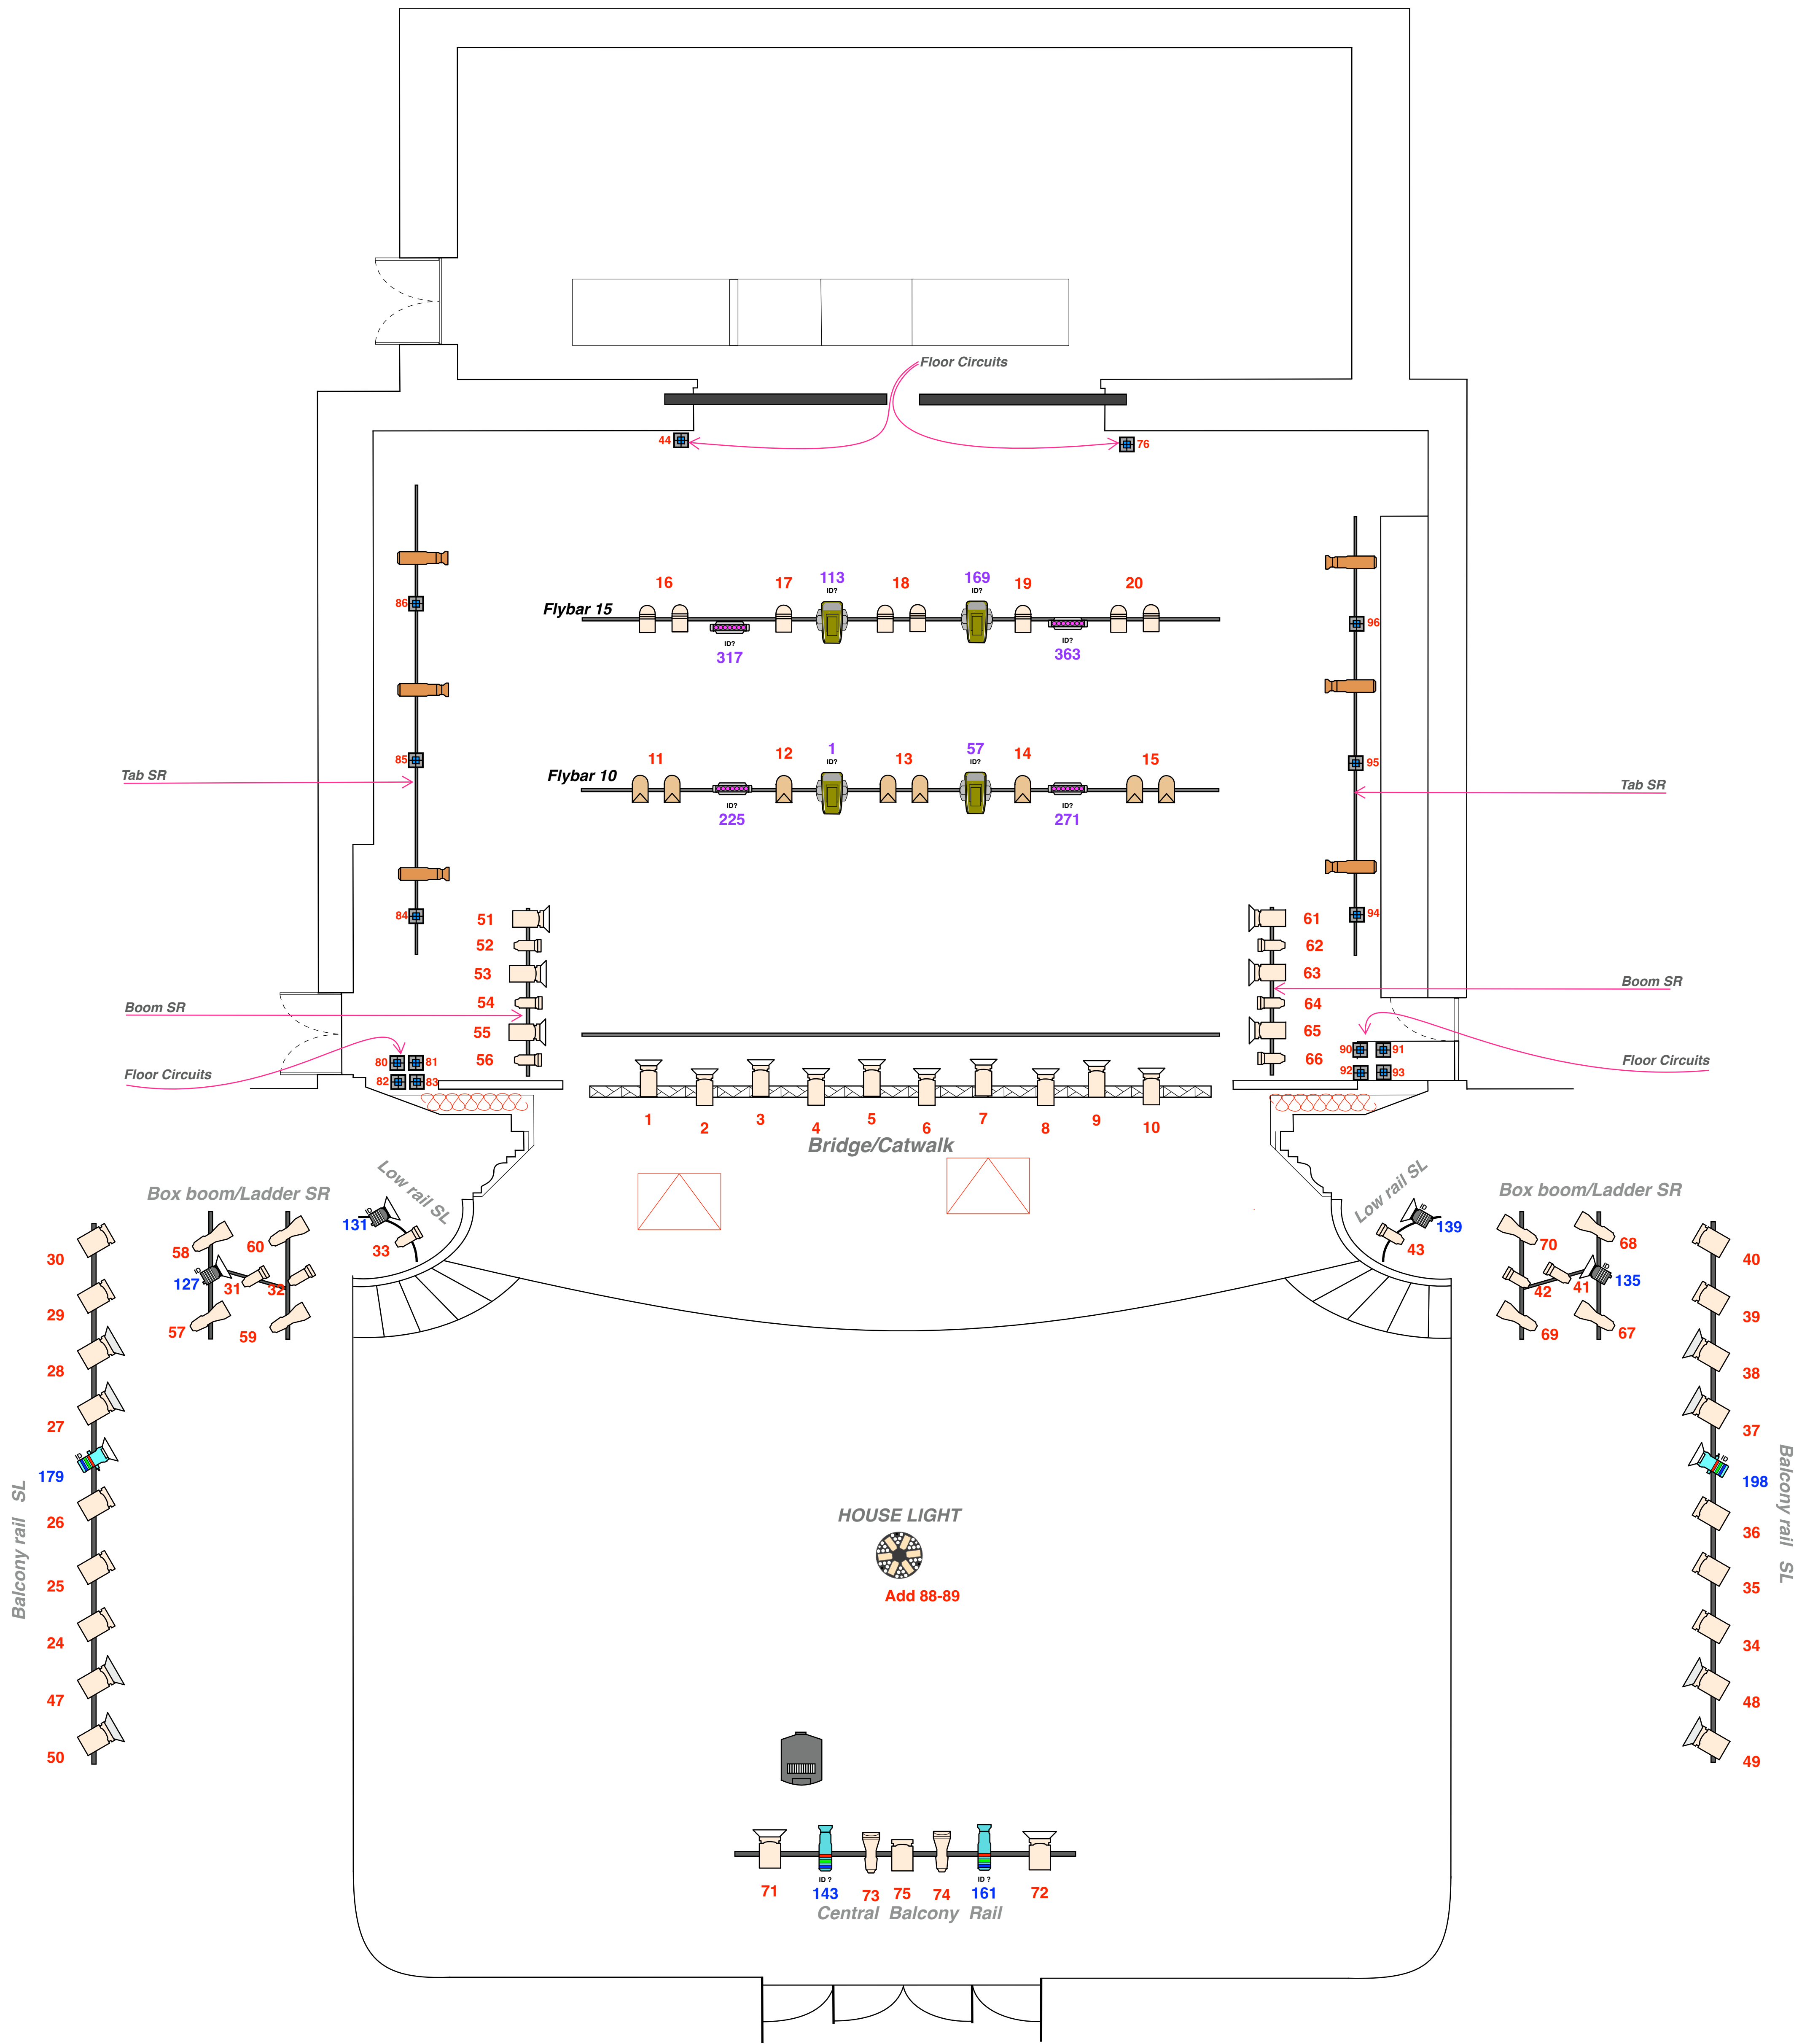 Floor Circuits
44
76
16
17
113
ID?
18
169
ID?
19
20
Flybar 15
ID?
317
ID?
363
86
96
11
12
1
ID?
13
57
ID?
14
15
Flybar 10
ID?
225
ID?
271
85
95
Tab SR
Tab SR
84
94
51
52
53
54
55
56
61
62
63
64
65
66
Boom SR
Boom SR
Floor Circuits
80
81
82
83
Floor Circuits
90
91
92
93
1
2
3
4
5
6
7
8
9
10
Bridge/Catwalk
Low rail SL
ID
131
33
Low rail SL
ID
139
43
Box boom/Ladder SR
58
60
ID
127
31
32
57
59
Box boom/Ladder SR
70
68
ID
42
41
135
69
67
30
29
28
27
ID
179
26
25
24
47
50
Balcony rail SL
40
39
38
37
ID
198
36
35
34
48
49
Balcony rail SL
HOUSE LIGHT
Add 88-89
ID ?
ID ?
71
143
73
75
74
161
72
Central Balcony Rail